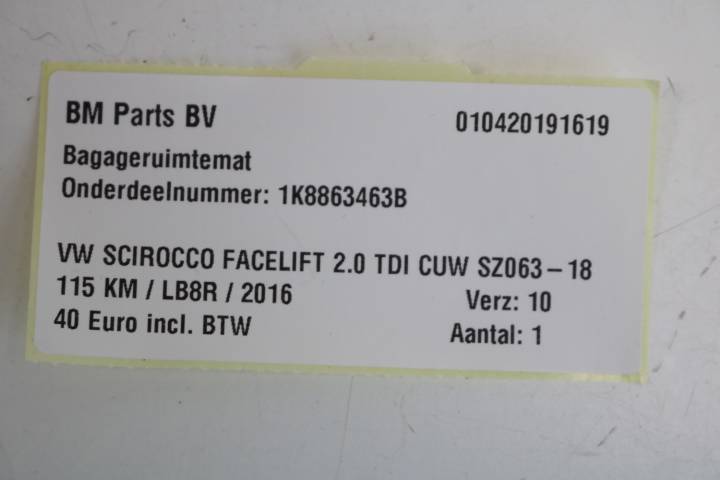 BM Parts BV 010420191619
Bagageruimtemat
Onderdeelnummer: 1K8863463B
VW SCIROCCO FACELIFT 2.0 TDI CUW SZ063-18
115 KM / LB8R / 2016 Verz: 10
40 Euro incl. BTW Aantal: 1